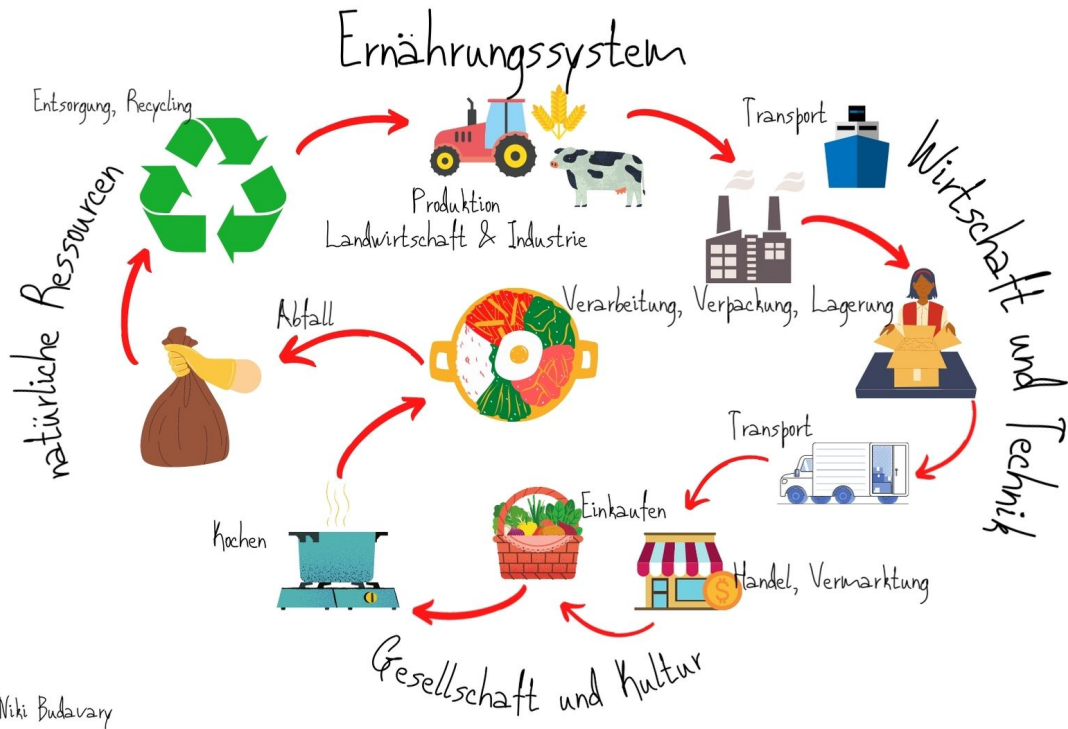 Ernährungssystem
Entsorgung, Recycling
Transport
Produktion
Landwirtschaft & Industrie
Verarbeitung, Verpackung, Lagerung
Wirtschaft und Technik
natürliche Ressourcen
Abfall
Transport
Einkaufen
Kochen
Handel, Vermarktung
$
Gesellschaft und Kultur
Niki Budavary